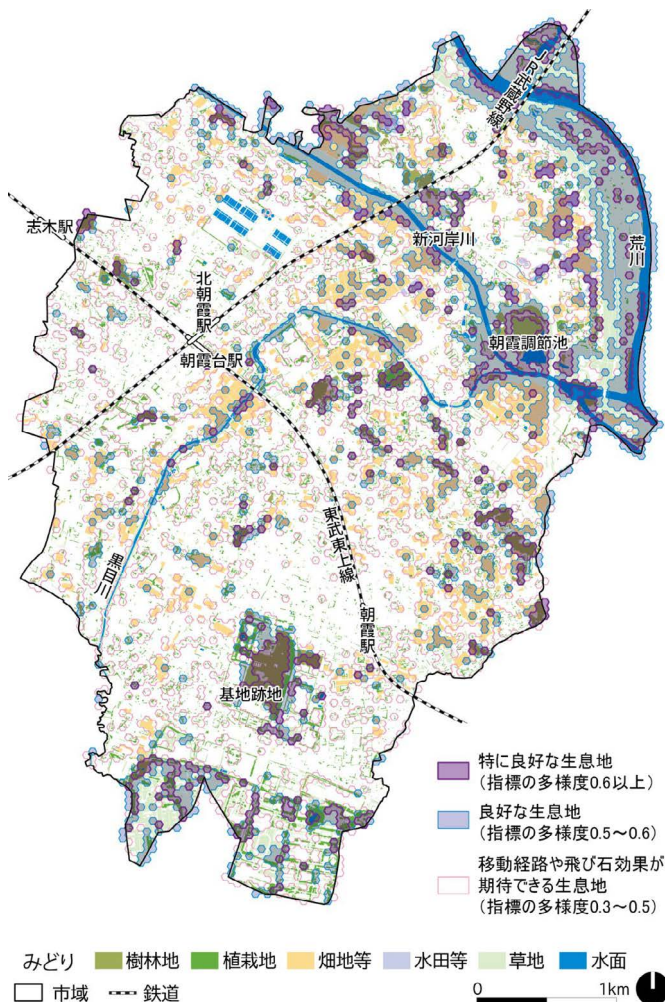 JR武蔵野線
志木駅
新河岸川
荒川
北朝霞駅
朝霞調節池
朝霞台駅
東武東上線
黒目川
朝霞駅
基地跡地
特に良好な生息地
(指標の多様度0.6以上)
良好な生息地
(指標の多様度0.5～0.6)
移動経路や飛び石効果が
期待できる生息地
(指標の多様度0.3～0.5)
みどり 樹林地 植栽地 畑地等 水田等 草地 水面
市域 鉄道 0 1km